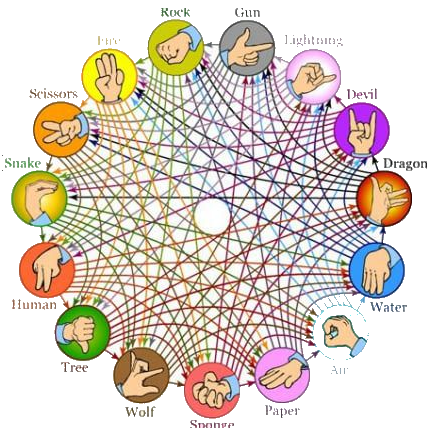 Rock
Gun
Fire
Lightning
Scissors
Devil
Snake
Dragon
Human
Water
Tree
Air
Wolf
Paper
Sponge